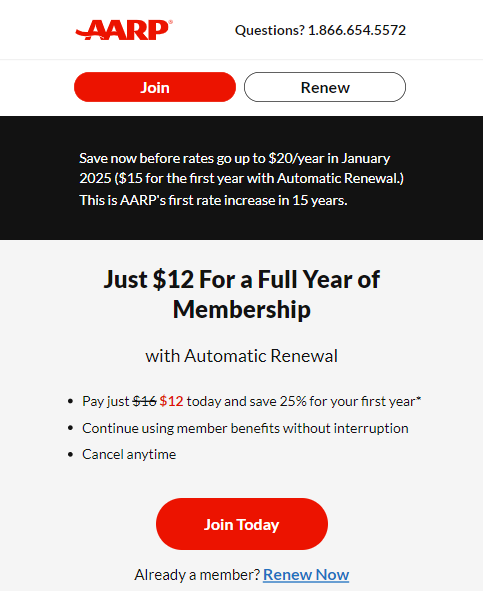 AARP®
Questions? 1.866.654.5572
Join
Renew
Save now before rates go up to $20/year in January
2025 ($15 for the first year with Automatic Renewal.)
This is AARP's first rate increase in 15 years.
Just $12 For a Full Year of
Membership
with Automatic Renewal
• Pay just $16 $12 today and save 25% for your first year*
• Continue using member benefits without interruption
• Cancel anytime
Join Today
Already a member? Renew Now